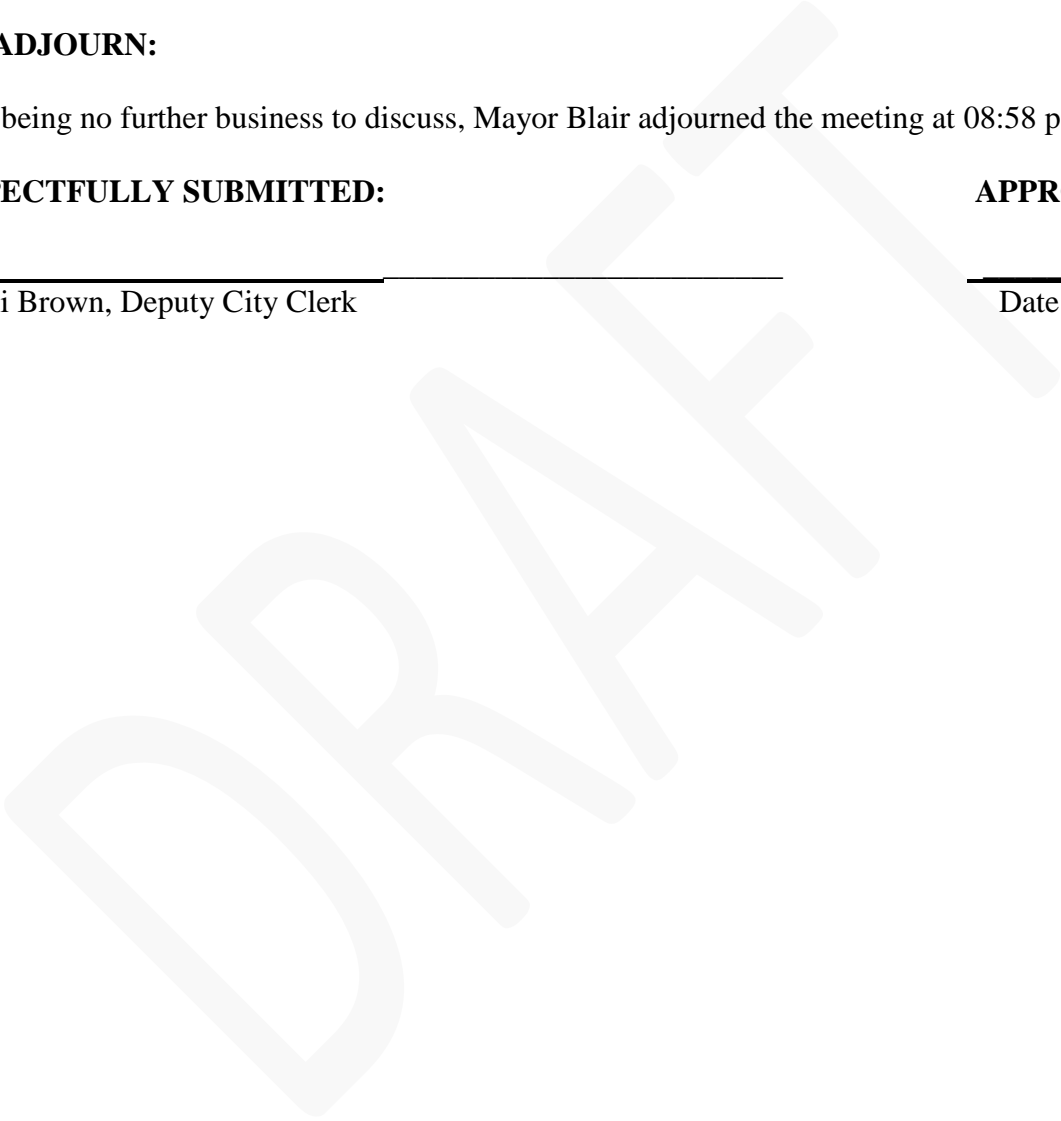 ADJOURN:
being no further business to discuss, Mayor Blair adjourned the meeting at 08:58 p
ECTFULLY SUBMITTED: APPR
i Brown, Deputy City Clerk Date
DRAFT